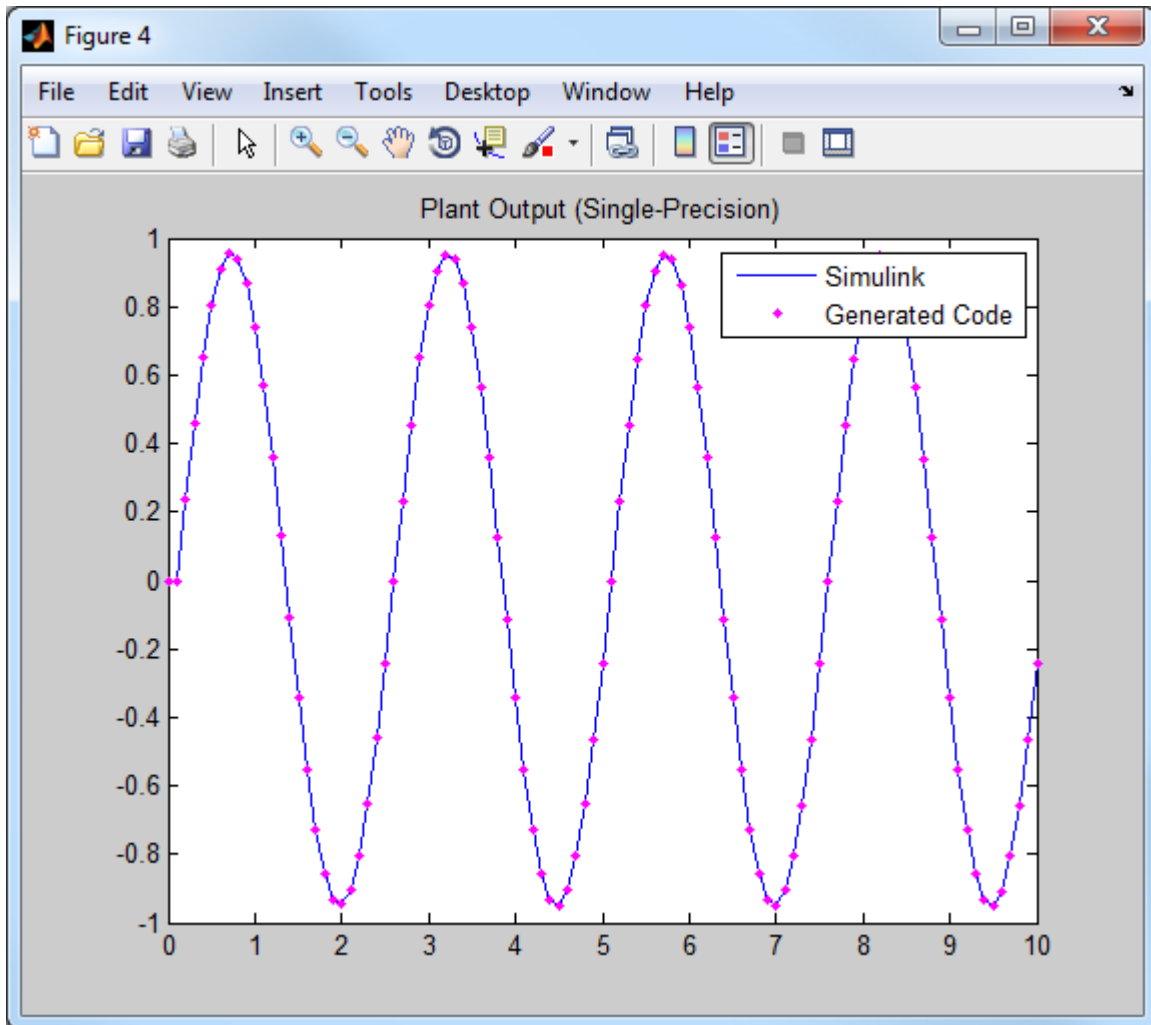 Figure 4
File Edit View Insert Tools Desktop Window Help
Plant Output (Single-Precision)
1
0.8
0.6
0.4
0.2
0
-0.2
-0.4
-0.6
-0.8
-1
Simulink
Generated Code
0 1 2 3 4 5 6 7 8 9 10